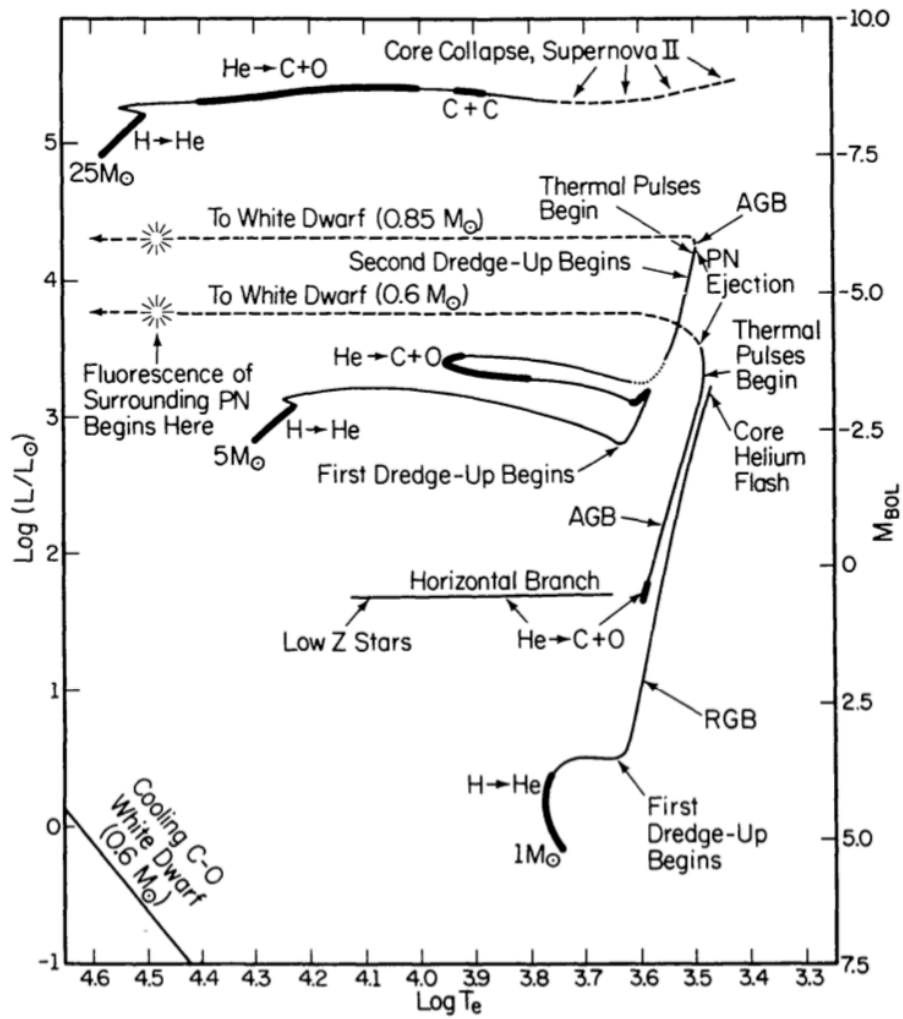 -10.0
Core Collapse, Supernova II
He→C+O
C+C
5
H→He
-7.5
25M⊙
Thermal Pulses
Begin
AGB
To White Dwarf (0.85 M⊙)
Second Dredge-Up Begins
PN
Ejection
4
To White Dwarf (0.6 M⊙)
-5.0
Thermal
Pulses
Begin
He→C+O
Fluorescence of
Surrounding PN
Begins Here
3
H→He
5M⊙
-2.5
Core
Helium
Flash
First Dredge-Up Begins
Log (L/L⊙)
MBOL
AGB
2
0
Horizontal Branch
Low Z Stars
He→C+O
1
2.5
RGB
H→He
First
Dredge-Up
Begins
1M⊙
0
5.0
Cooling C-O
White Dwarf
(0.6 M⊙)
-1
7.5
4.6 4.5 4.4 4.3 4.2 4.1 4.0 3.9 3.8 3.7 3.6 3.5 3.4 3.3
Log Te